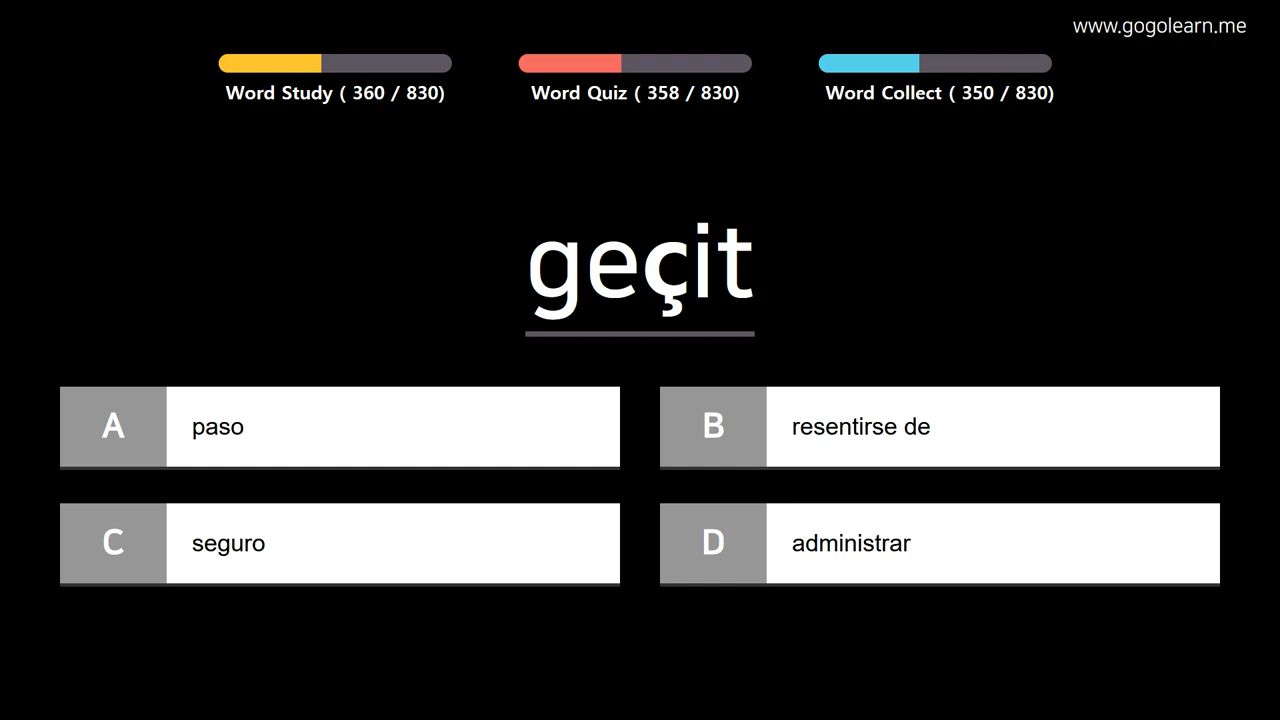 www.gogolearn.me
Word Study ( 360 / 830)
Word Quiz ( 358 / 830)
Word Collect ( 350 / 830)
geçit
A paso
B resentirse de
C seguro
D administrar